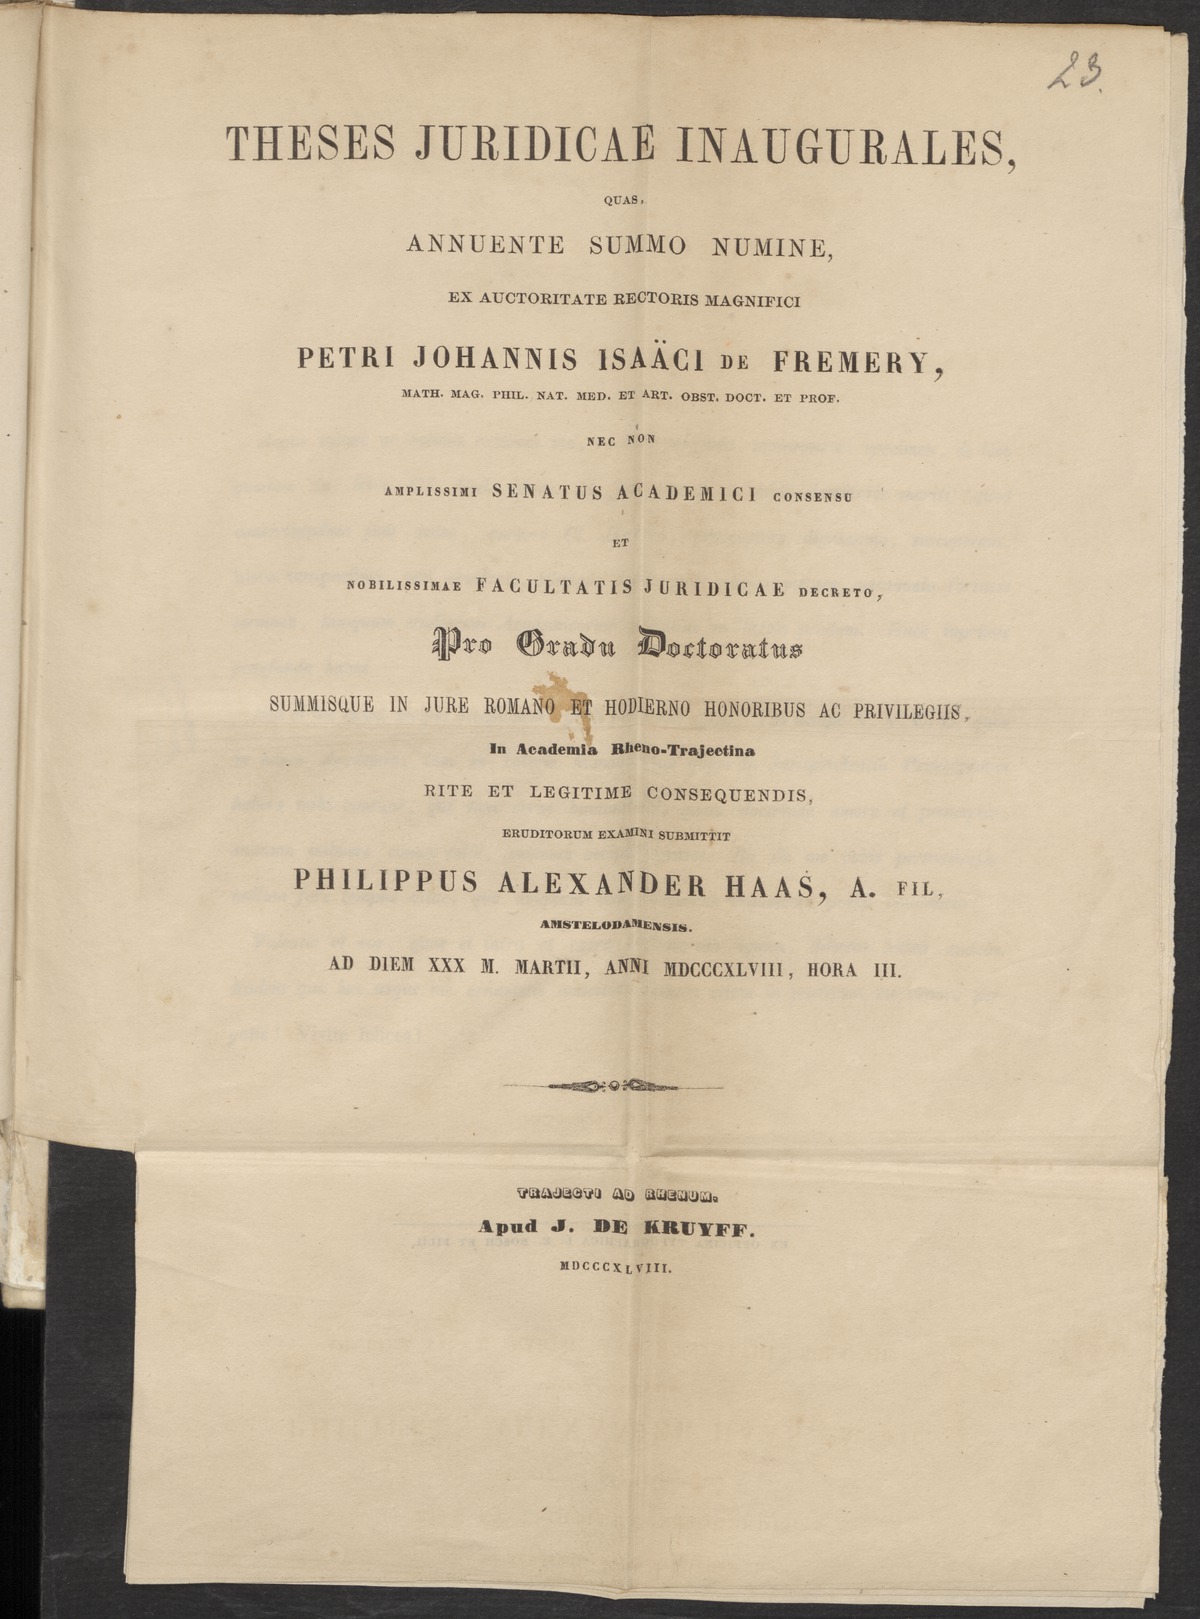 23.
THESES JURIDICAE INAUGURALES,
QUAS,
ANNUENTE SUMMO NUMINE,
EX AUCTORITATE RECTORIS MAGNIFICI
PETRI JOHANNIS ISAÄCI DE FREMERY,
MATH. MAG. PHIL. NAT. MED. ET ART. OBST. DOCT. ET PROF.
NEC NON
AMPLISSIMI SENATUS ACADEMICI CONSENSU
ET
NOBILISSIMAE FACULTATIS JURIDICAE DECRETO,
Pro Gradu Doctoratus
SUMMISQUE IN JURE ROMANO ET HODIERNO HONORIBUS AC PRIVILEGIIS,
In Academia Rheno-Trajectina
RITE ET LEGITIME CONSEQUENDIS,
ERUDITORUM EXAMINI SUBMITTIT
PHILIPPUS ALEXANDER HAAS, A. FIL,
AMSTELODAMENSIS.
AD DIEM XXX M. MARTII, ANNI MDCCCXLVIII, HORA III.
TRAJECTI AD RHENUM.
Apud J. DE KRUYFF.
MDCCCXLVIII.